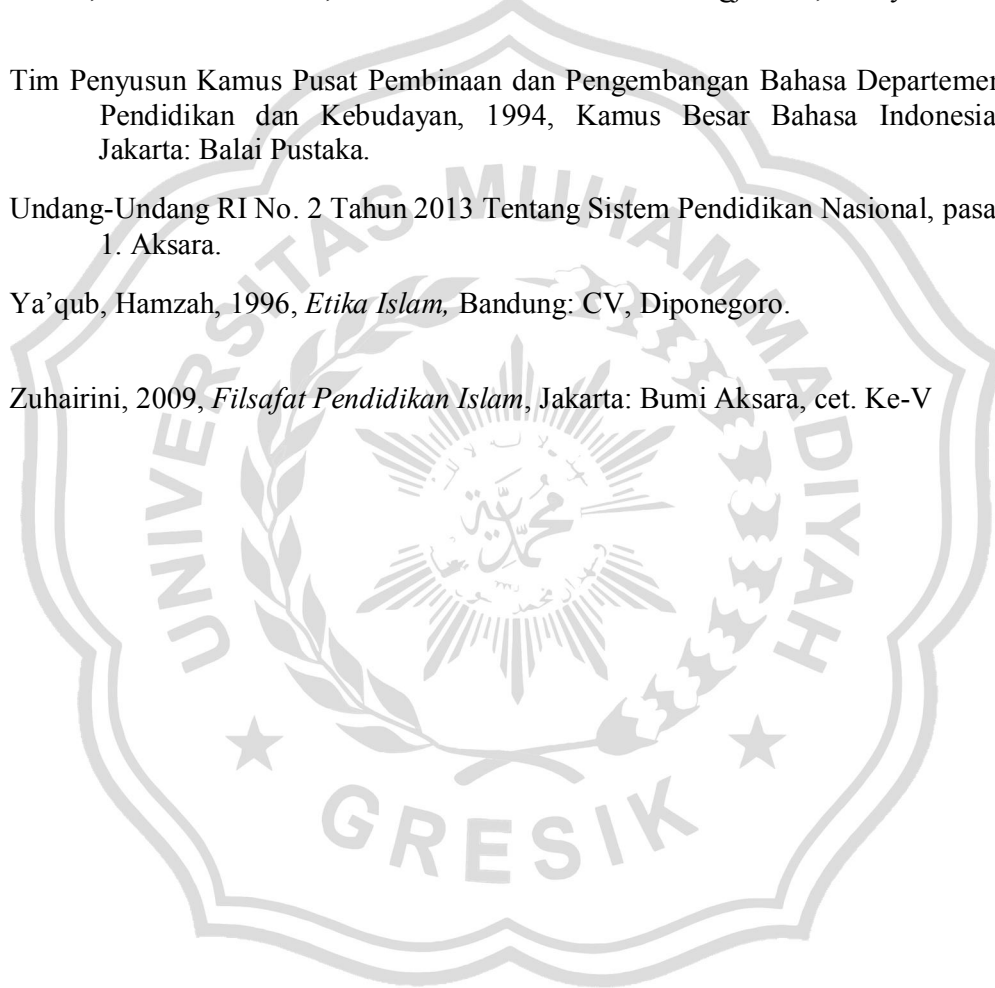 Tim Penyusun Kamus Pusat Pembinaan dan Pengembangan Bahasa Departemen
Pendidikan dan Kebudayan, 1994, Kamus Besar Bahasa Indonesia
Jakarta: Balai Pustaka.
Undang-Undang RI No. 2 Tahun 2013 Tentang Sistem Pendidikan Nasional, pasa
1. Aksara.
Ya’qub, Hamzah, 1996, Etika Islam, Bandung: CV, Diponegoro.
Zuhairini, 2009, Filsafat Pendidikan Islam, Jakarta: Bumi Aksara, cet. Ke-V
UNIVERSITAS MUHAMMADIYAH
محمدية
GRESIK